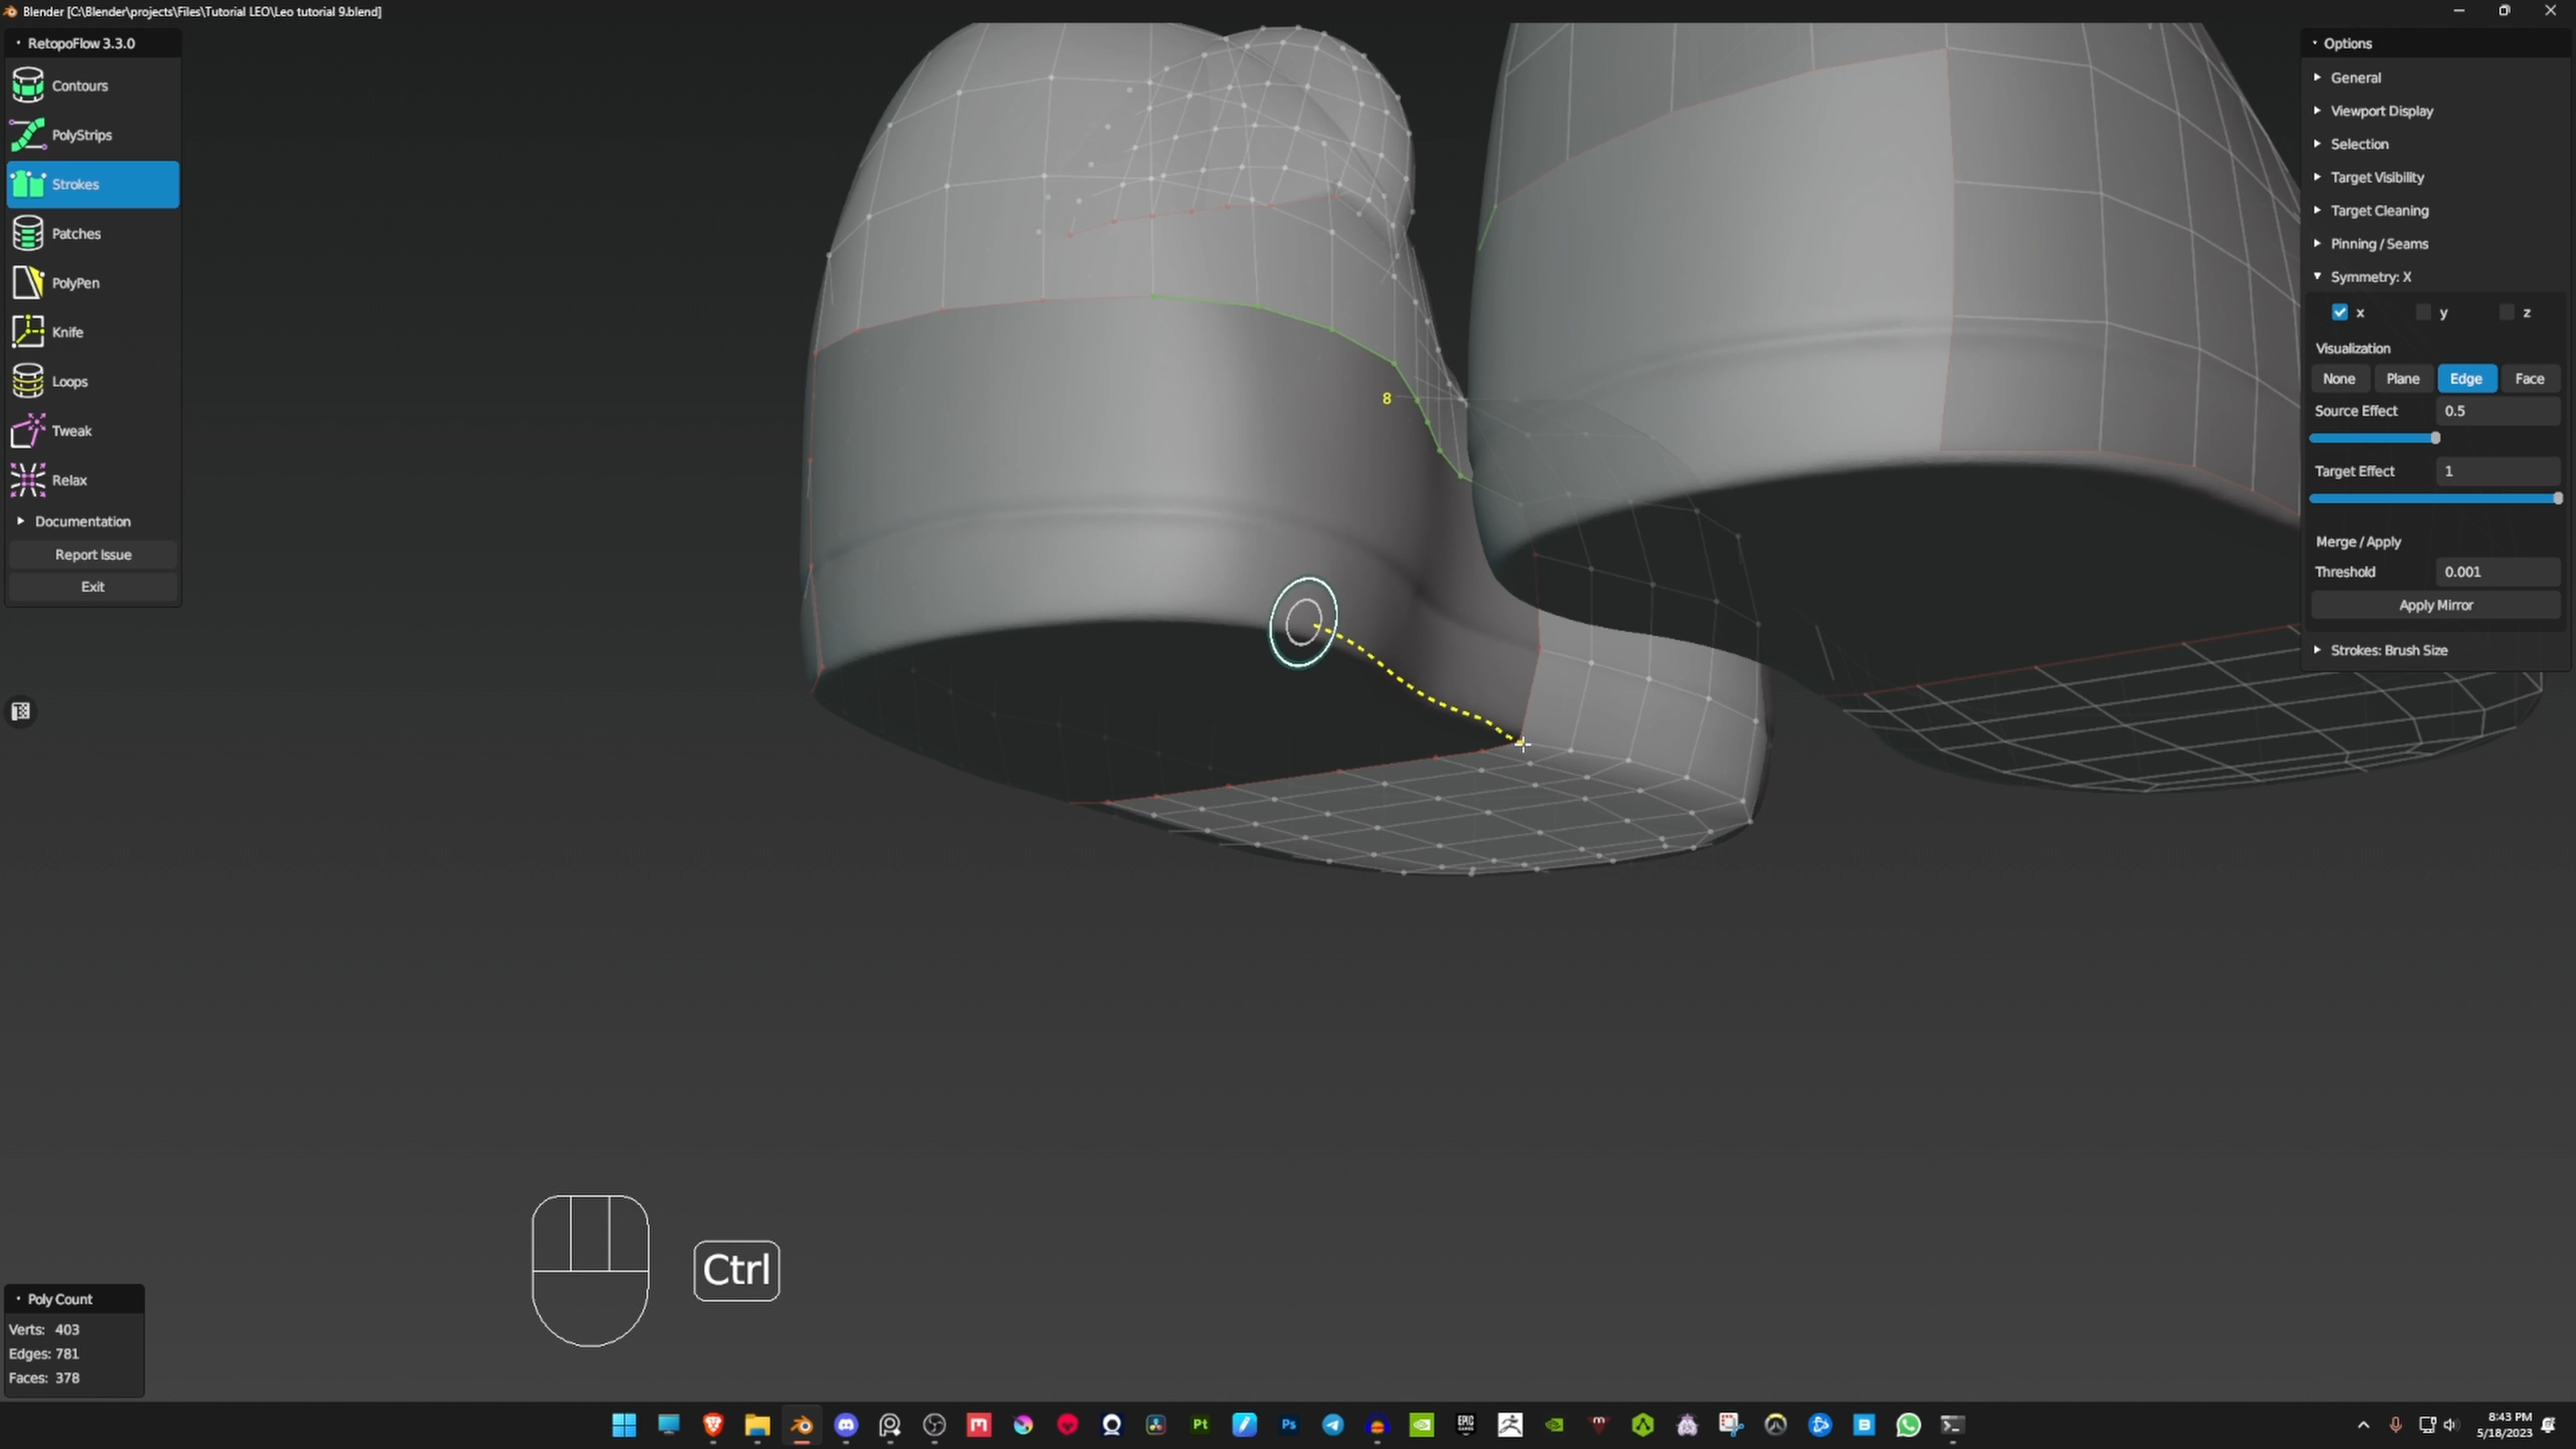 Blender [C:\Blender\projects\Files\Tutorial LEO\Leo tutorial 9.blend]
RetopoFlow 3.3.0
Contours
PolyStrips
Strokes
Patches
PolyPen
Knife
Loops
Tweak
Relax
Documentation
Report Issue
Exit
8
Options
General
Viewport Display
Selection
Target Visibility
Target Cleaning
Pinning / Seams
Symmetry: X
x y z
Visualization
None Plane Edge Face
Source Effect 0.5
Target Effect 1
Merge / Apply
Threshold 0.001
Apply Mirror
Strokes: Brush Size
Ctrl
Poly Count
Verts: 403
Edges: 781
Faces: 378
Pt
Ps
EPIC
GAMES
B
8:43 PM
5/18/2023